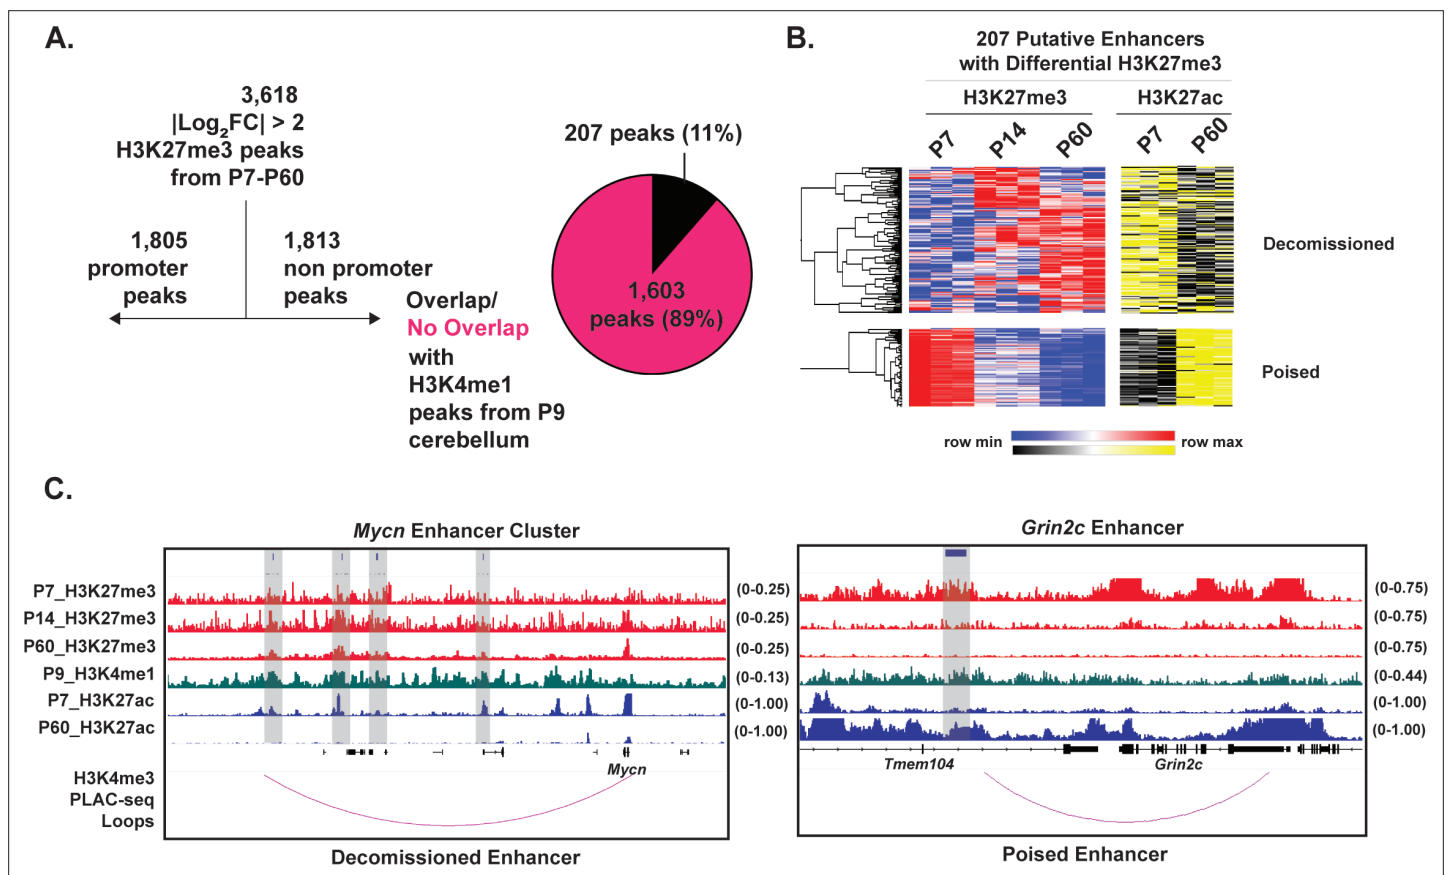 A.
3,618
|Log2FC| > 2
H3K27me3 peaks
from P7-P60
1,805
promoter
peaks
1,813
non promoter
peaks
Overlap/
No Overlap
with
H3K4me1
peaks from P9
cerebellum
207 peaks (11%)
1,603
peaks (89%)
B.
207 Putative Enhancers
with Differential H3K27me3
H3K27me3
H3K27ac
P7 P14 P60
P7 P60
Decomissioned
Poised
row min
row max
C.
Mycn Enhancer Cluster
P7_H3K27me3
(0-0.25)
P14_H3K27me3
(0-0.25)
P60_H3K27me3
(0-0.25)
P9_H3K4me1
(0-0.13)
P7_H3K27ac
(0-1.00)
P60_H3K27ac
(0-1.00)
Mycn
H3K4me3
PLAC-seq
Loops
Decomissioned Enhancer
Grin2c Enhancer
(0-0.75)
(0-0.75)
(0-0.75)
(0-0.44)
(0-1.00)
(0-1.00)
Tmem104
Grin2c
Poised Enhancer